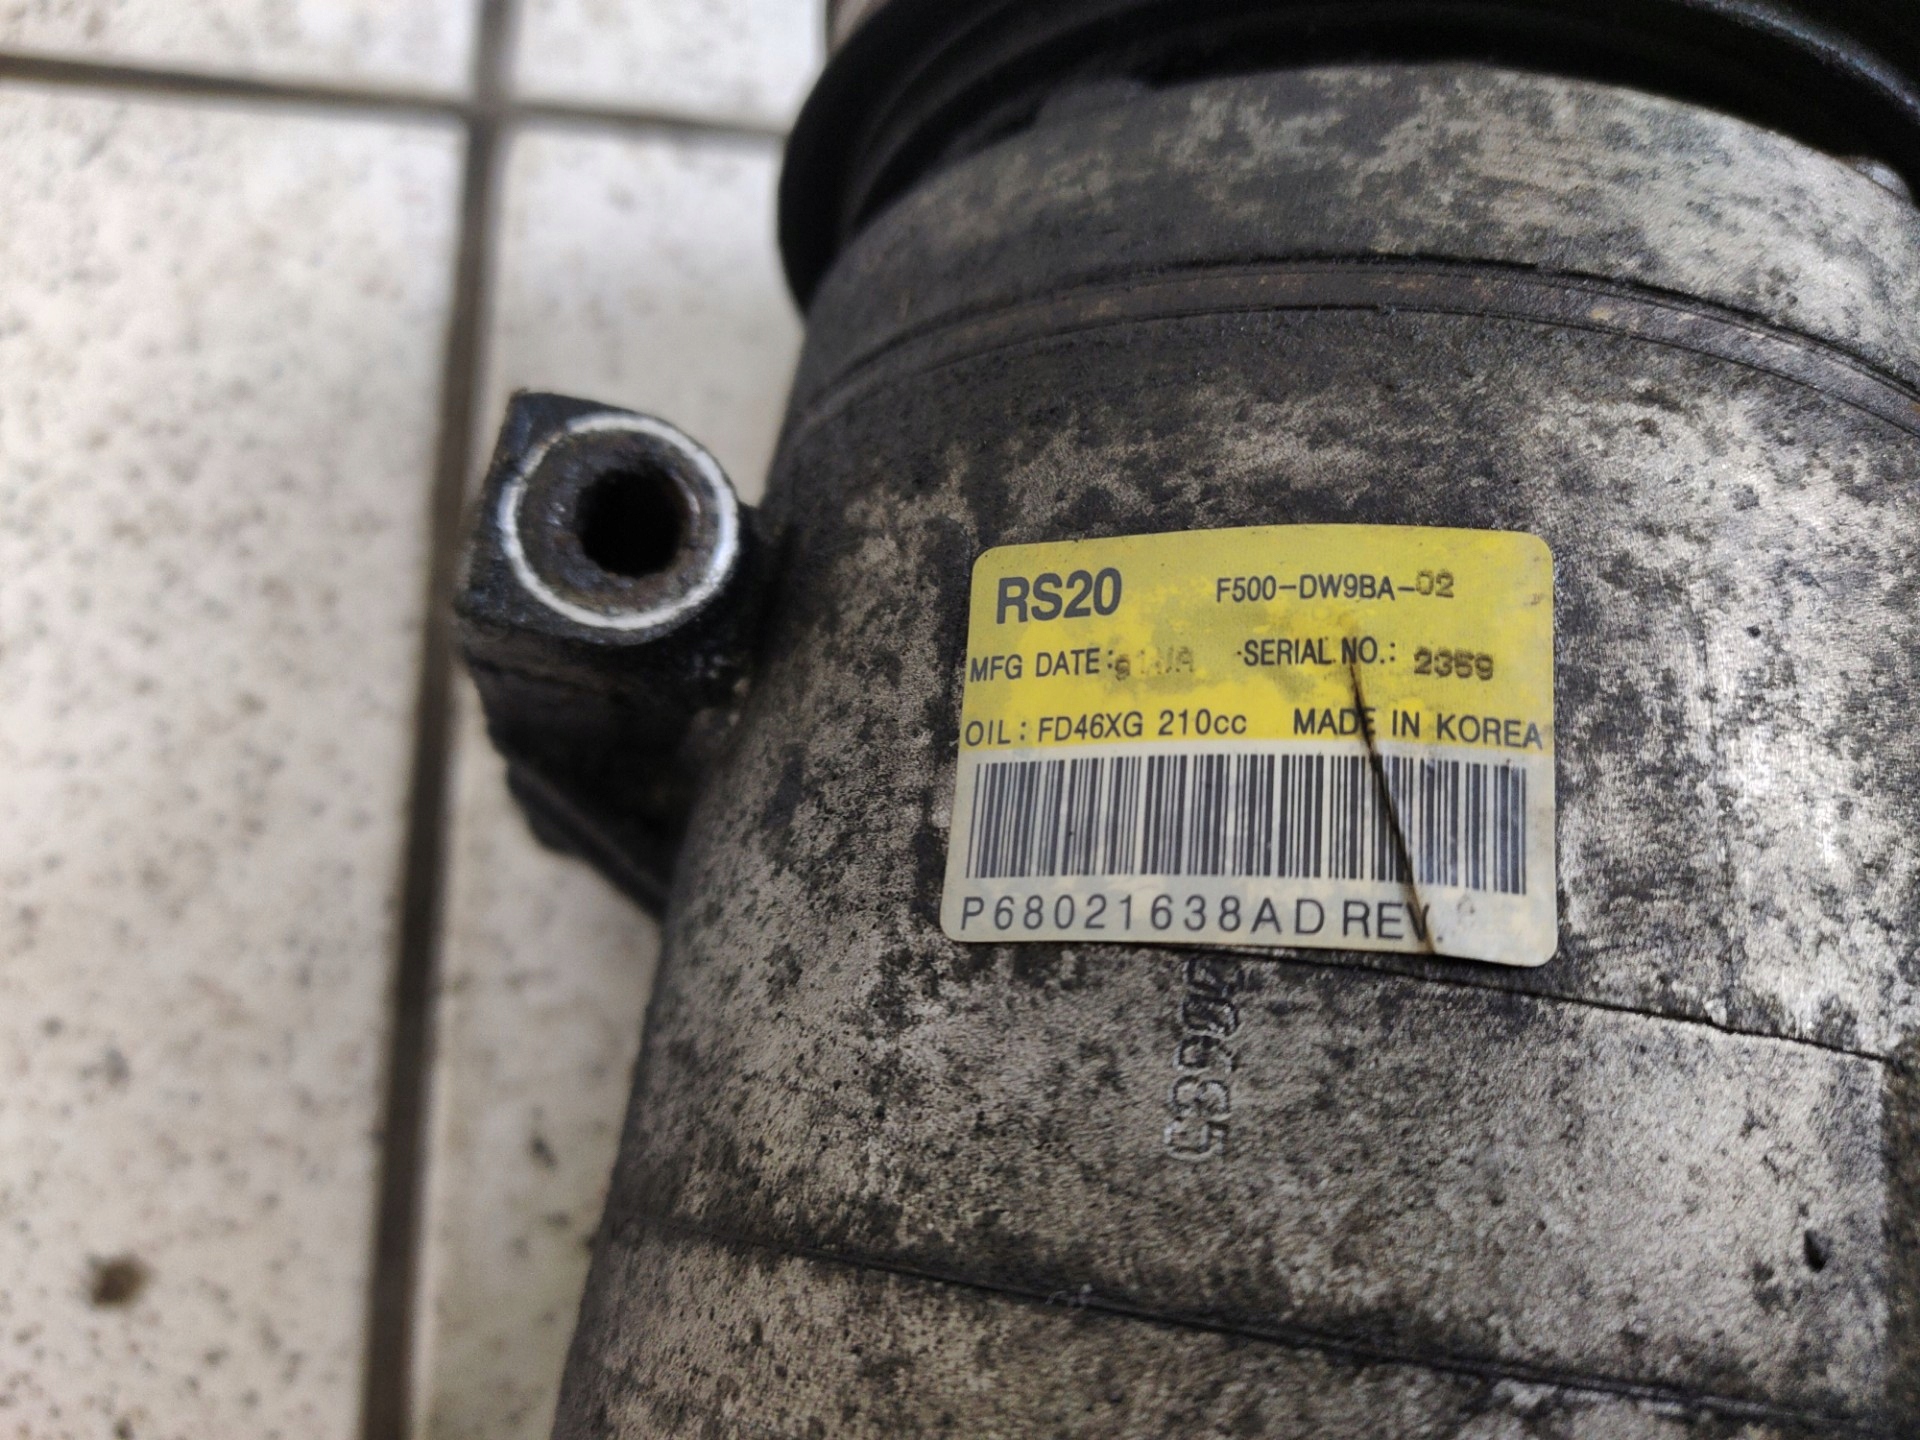 RS20 F500-DW9BA-02
MFG DATE: SERIAL NO.: 2359
OIL: FD46XG 210cc MADE IN KOREA
P68021638AD REV.